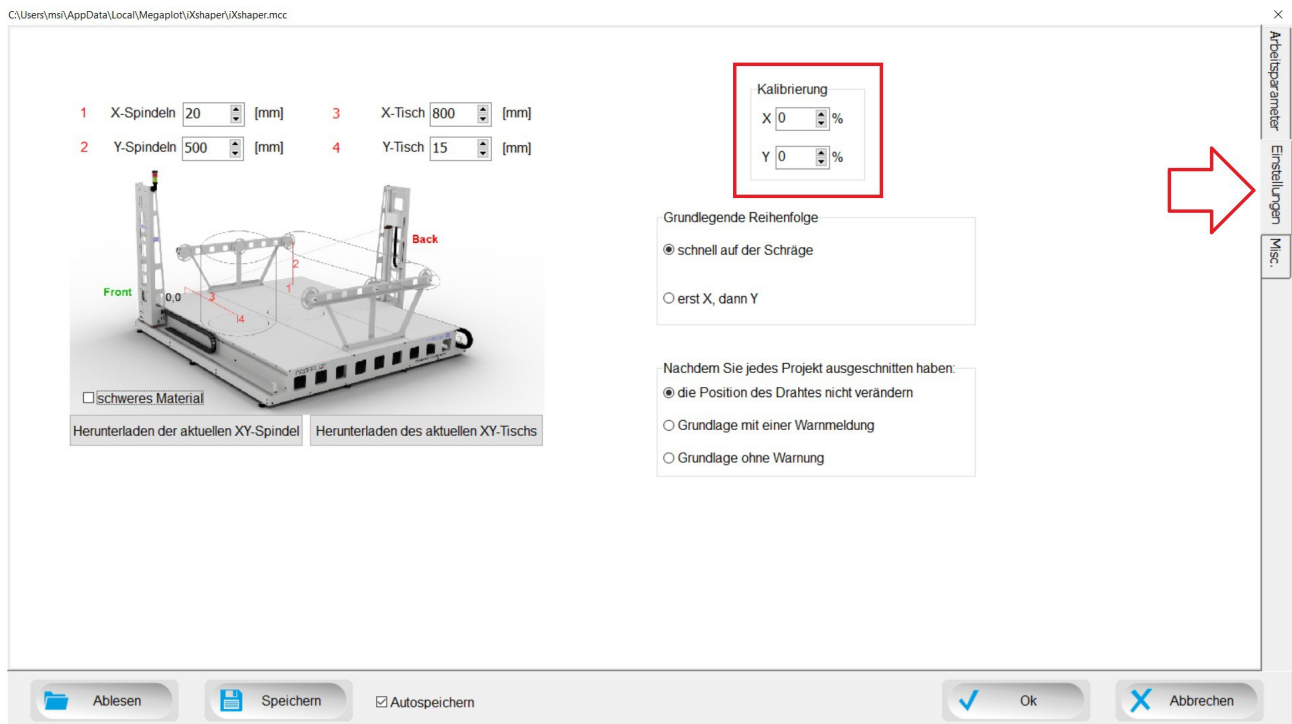 C:\Users\msi\AppData\Local\Megaplot\iXshaper\iXshaper.mcc
Arbeitsparameter
Einstellungen
Misc.
1 X-Spindeln 20 [mm] 3 X-Tisch 800 [mm]
2 Y-Spindeln 500 [mm] 4 Y-Tisch 15 [mm]
Back
Front
0,0
1
2
3
4
schweres Material
Herunterladen der aktuellen XY-Spindel
Herunterladen des aktuellen XY-Tischs
Kalibrierung
X 0 %
Y 0 %
Grundlegende Reihenfolge
schnell auf der Schräge
erst X, dann Y
Nachdem Sie jedes Projekt ausgeschnitten haben:
die Position des Drahtes nicht verändern
Grundlage mit einer Warnmeldung
Grundlage ohne Warnung
Ablesen
Speichern
Autospeichern
Ok
Abbrechen